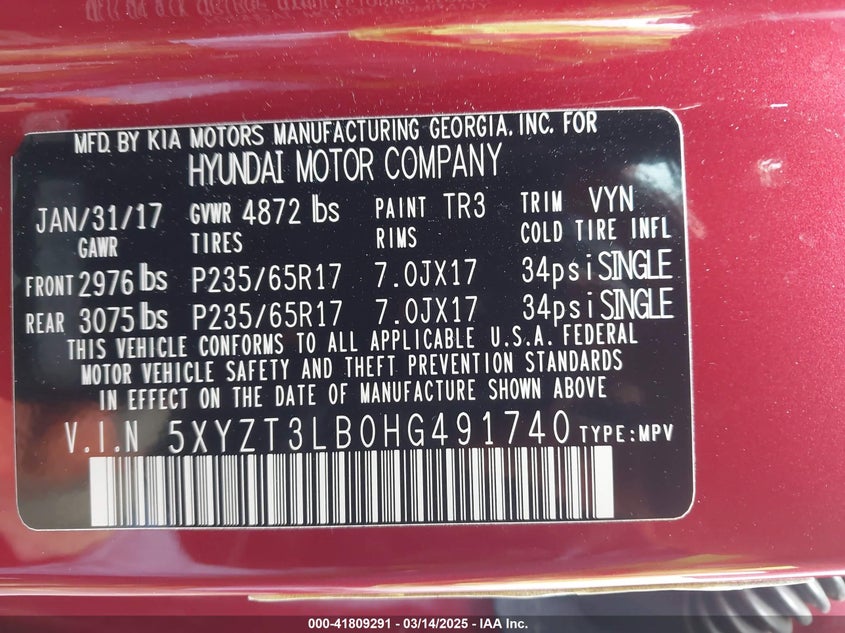 MFD. BY KIA MOTORS MANUFACTURING GEORGIA, INC. FOR
HYUNDAI MOTOR COMPANY
JAN/31/17 GVWR 4872 lbs PAINT TR3 TRIM VYN
GAWR TIRES RIMS COLD TIRE INFL
FRONT 2976 lbs P235/65R17 7.0JX17 34psi SINGLE
REAR 3075 lbs P235/65R17 7.0JX17 34psi SINGLE
THIS VEHICLE CONFORMS TO ALL APPLICABLE U.S.A. FEDERAL
MOTOR VEHICLE SAFETY AND THEFT PREVENTION STANDARDS
IN EFFECT ON THE DATE OF MANUFACTURE SHOWN ABOVE
V.I.N 5XYZT3LB0HG491740 TYPE:MPV
000-41809291 - 03/14/2025 - IAA Inc.